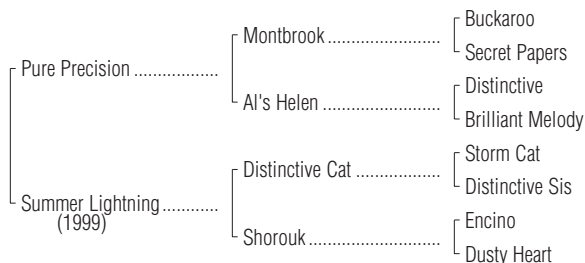 Buckaroo
Montbrook ........................
Secret Papers
Pure Precision ..................
Distinctive
Al's Helen ..........................
Brilliant Melody
Storm Cat
Distinctive Cat ..................
Distinctive Sis
Summer Lightning ............
(1999)
Encino
Shorouk ............................
Dusty Heart